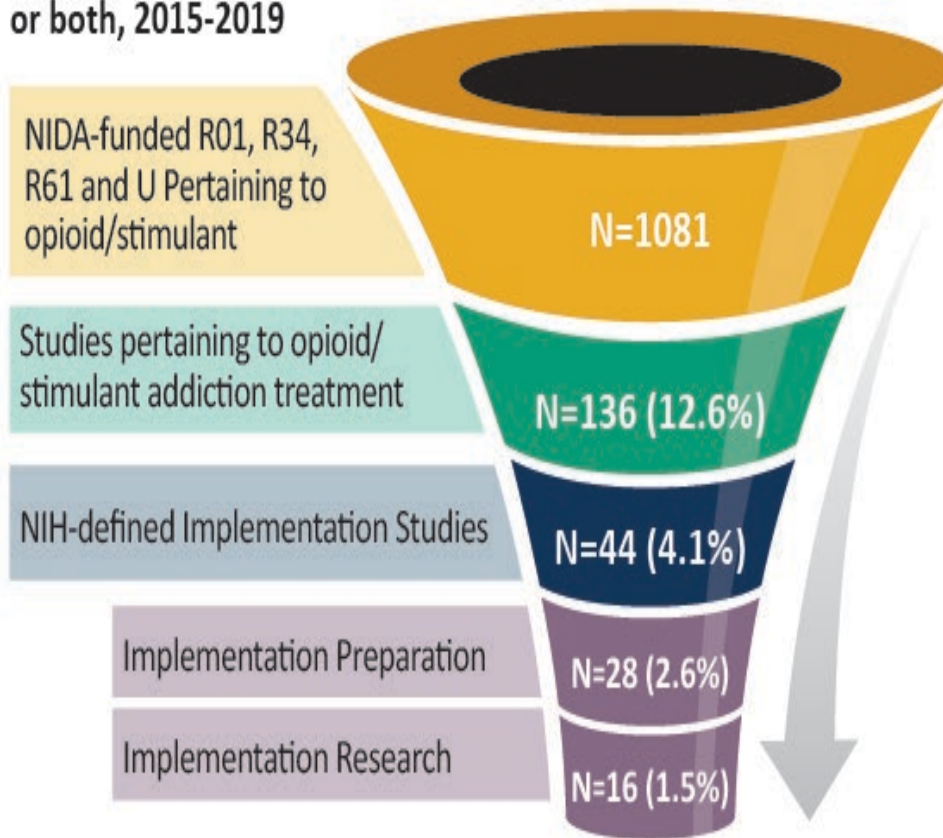 or both, 2015-2019
NIDA-funded R01, R34,
R61 and U Pertaining to
opioid/stimulant
N=1081
Studies pertaining to opioid/
stimulant addiction treatment
N=136 (12.6%)
NIH-defined Implementation Studies
N=44 (4.1%)
Implementation Preparation
N=28 (2.6%)
Implementation Research
N=16 (1.5%)